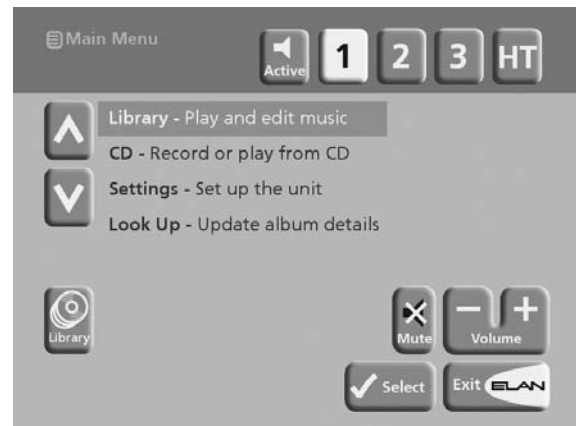 Main Menu
Active
1
2
3
HT
Library - Play and edit music
CD - Record or play from CD
Settings - Set up the unit
Look Up - Update album details
Library
Mute
Volume
Select
Exit ELAN